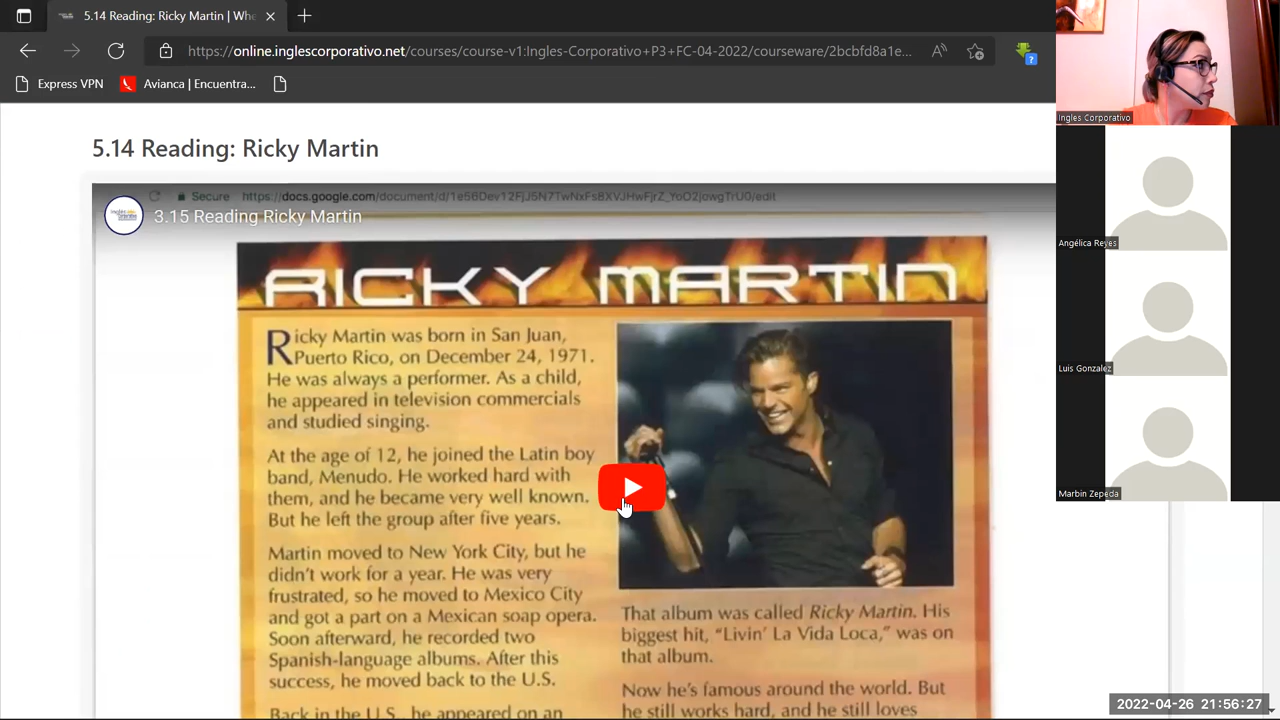 5.14 Reading: Ricky Martin | Wh
https://online.inglescorporativo.net/courses/course-v1:Ingles-Corporativo+P3+FC-04-2022/courseware/2bcbfd8a1e...
Express VPN
Avianca | Encuentra...
5.14 Reading: Ricky Martin
Secure
3.15 Reading Ricky Martin
RICKY MARTIN
Ricky Martin was born in San Juan,
Puerto Rico, on December 24, 1971.
He was always a performer. As a child,
he appeared in television commercials
and studied singing.
At the age of 12, he joined the Latin boy
band, Menudo. He worked hard with
them, and he became very well known.
But he left the group after five years.
Martin moved to New York City, but he
didn't work for a year. He was very
frustrated, so he moved to Mexico City
and got a part on a Mexican soap opera.
Soon afterward, he recorded two
Spanish-language albums. After this
success, he moved back to the U.S.
Back in the U.S., he appeared on an
That album was called Ricky Martin. His
biggest hit, "Livin' La Vida Loca," was on
that album.
Now he's famous around the world. But
he still works hard, and he still loves
Ingles Corporativo
Angélica Reyes
Luis Gonzalez
Marbin Zepeda
2022-04-26 21:56:27